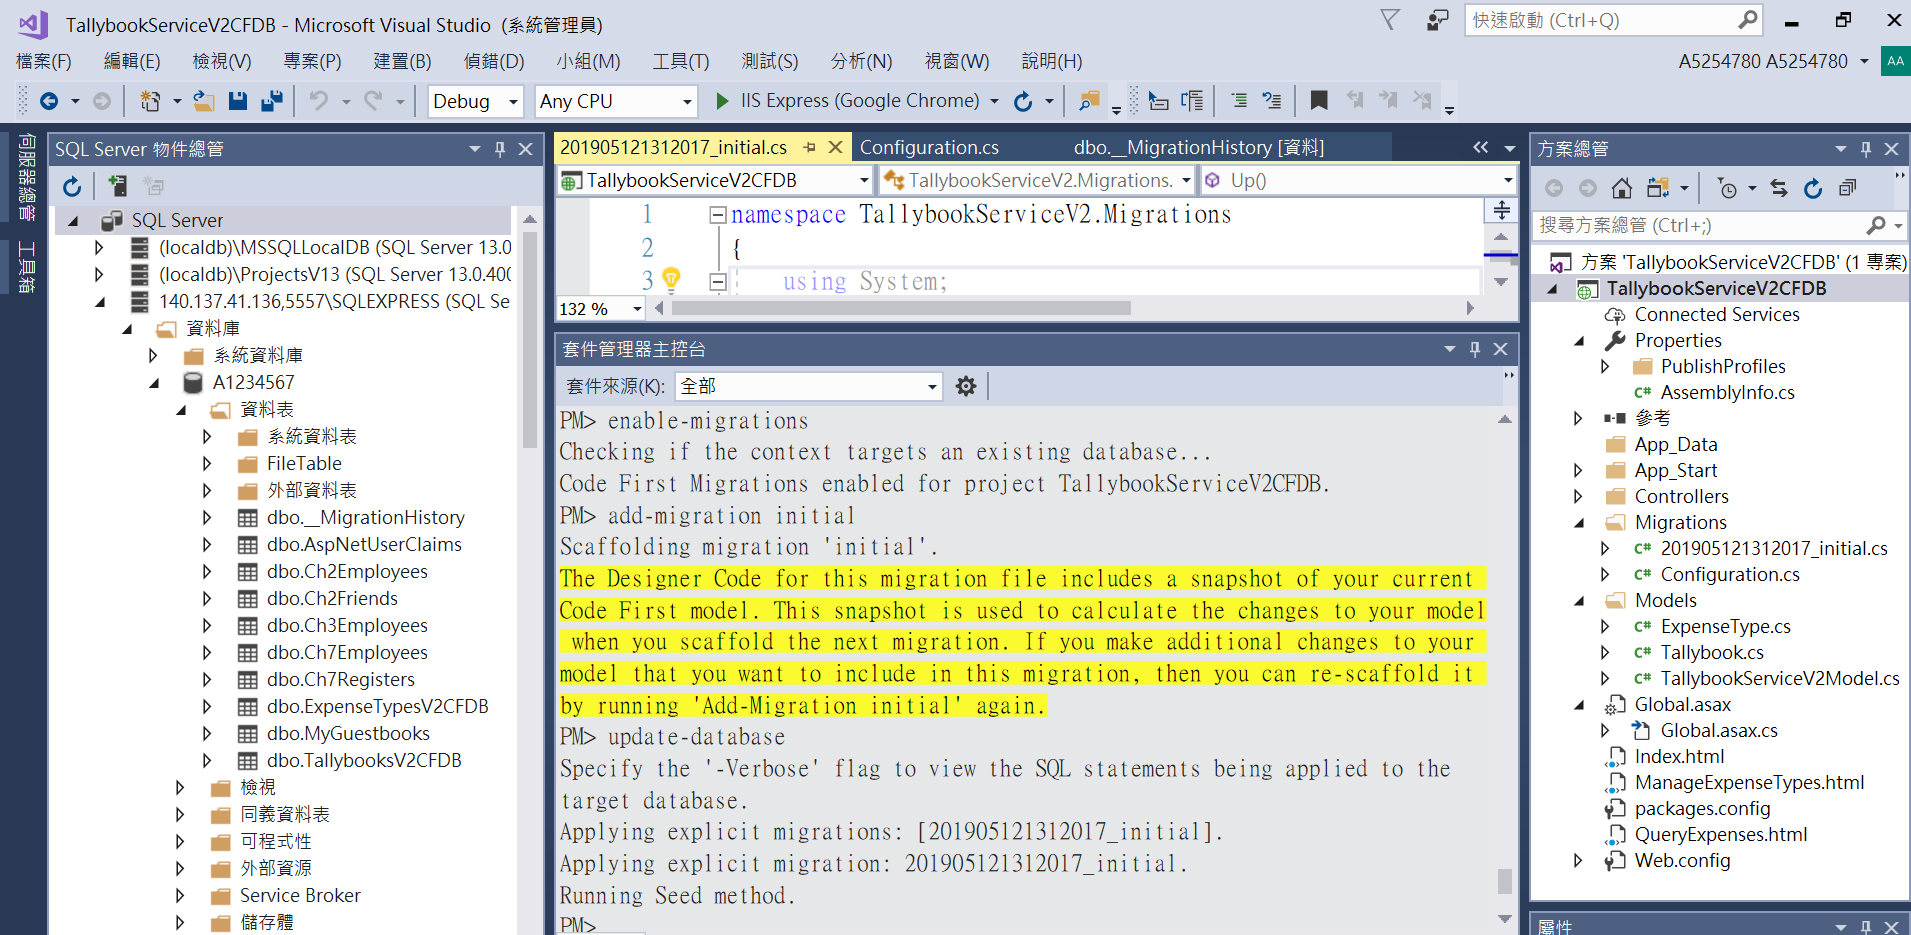 TallybookServiceV2CFDB - Microsoft Visual Studio (系統管理員)
快速啟動 (Ctrl+Q)
檔案(F) 編輯(E) 檢視(V) 專案(P) 建置(B) 偵錯(D) 小組(M) 工具(T) 測試(S) 分析(N) 視窗(W) 說明(H)
A5254780 A5254780 AA
Debug Any CPU IIS Express (Google Chrome)
伺服器總管
工具箱
SQL Server 物件總管
SQL Server
(localdb)\MSSQLLocalDB (SQL Server 13.0
(localdb)\ProjectsV13 (SQL Server 13.0.400
140.137.41.136,5557\SQLEXPRESS (SQL Se
資料庫
系統資料庫
A1234567
資料表
系統資料表
FileTable
外部資料表
dbo.__MigrationHistory
dbo.AspNetUserClaims
dbo.Ch2Employees
dbo.Ch2Friends
dbo.Ch3Employees
dbo.Ch7Employees
dbo.Ch7Registers
dbo.ExpenseTypesV2CFDB
dbo.MyGuestbooks
dbo.TallybooksV2CFDB
檢視
同義資料表
可程式性
外部資源
Service Broker
儲存體
201905121312017_initial.cs Configuration.cs dbo.__MigrationHistory [資料]
TallybookServiceV2CFDB TallybookServiceV2.Migrations. Up()
1 namespace TallybookServiceV2.Migrations
2 {
3 using System;
132 %
套件管理器主控台
套件來源(K): 全部
PM> enable-migrations
Checking if the context targets an existing database...
Code First Migrations enabled for project TallybookServiceV2CFDB.
PM> add-migration initial
Scaffolding migration 'initial'.
The Designer Code for this migration file includes a snapshot of your current
Code First model. This snapshot is used to calculate the changes to your model
when you scaffold the next migration. If you make additional changes to your
model that you want to include in this migration, then you can re-scaffold it
by running 'Add-Migration initial' again.
PM> update-database
Specify the '-Verbose' flag to view the SQL statements being applied to the
target database.
Applying explicit migrations: [201905121312017_initial].
Applying explicit migration: 201905121312017_initial.
Running Seed method.
PM>
方案總管
搜尋方案總管 (Ctrl+;)
方案 'TallybookServiceV2CFDB' (1 專案)
TallybookServiceV2CFDB
Connected Services
Properties
PublishProfiles
C# AssemblyInfo.cs
參考
App_Data
App_Start
Controllers
Migrations
C# 201905121312017_initial.cs
C# Configuration.cs
Models
C# ExpenseType.cs
C# Tallybook.cs
C# TallybookServiceV2Model.cs
Global.asax
Global.asax.cs
Index.html
ManageExpenseTypes.html
packages.config
QueryExpenses.html
Web.config
屬性